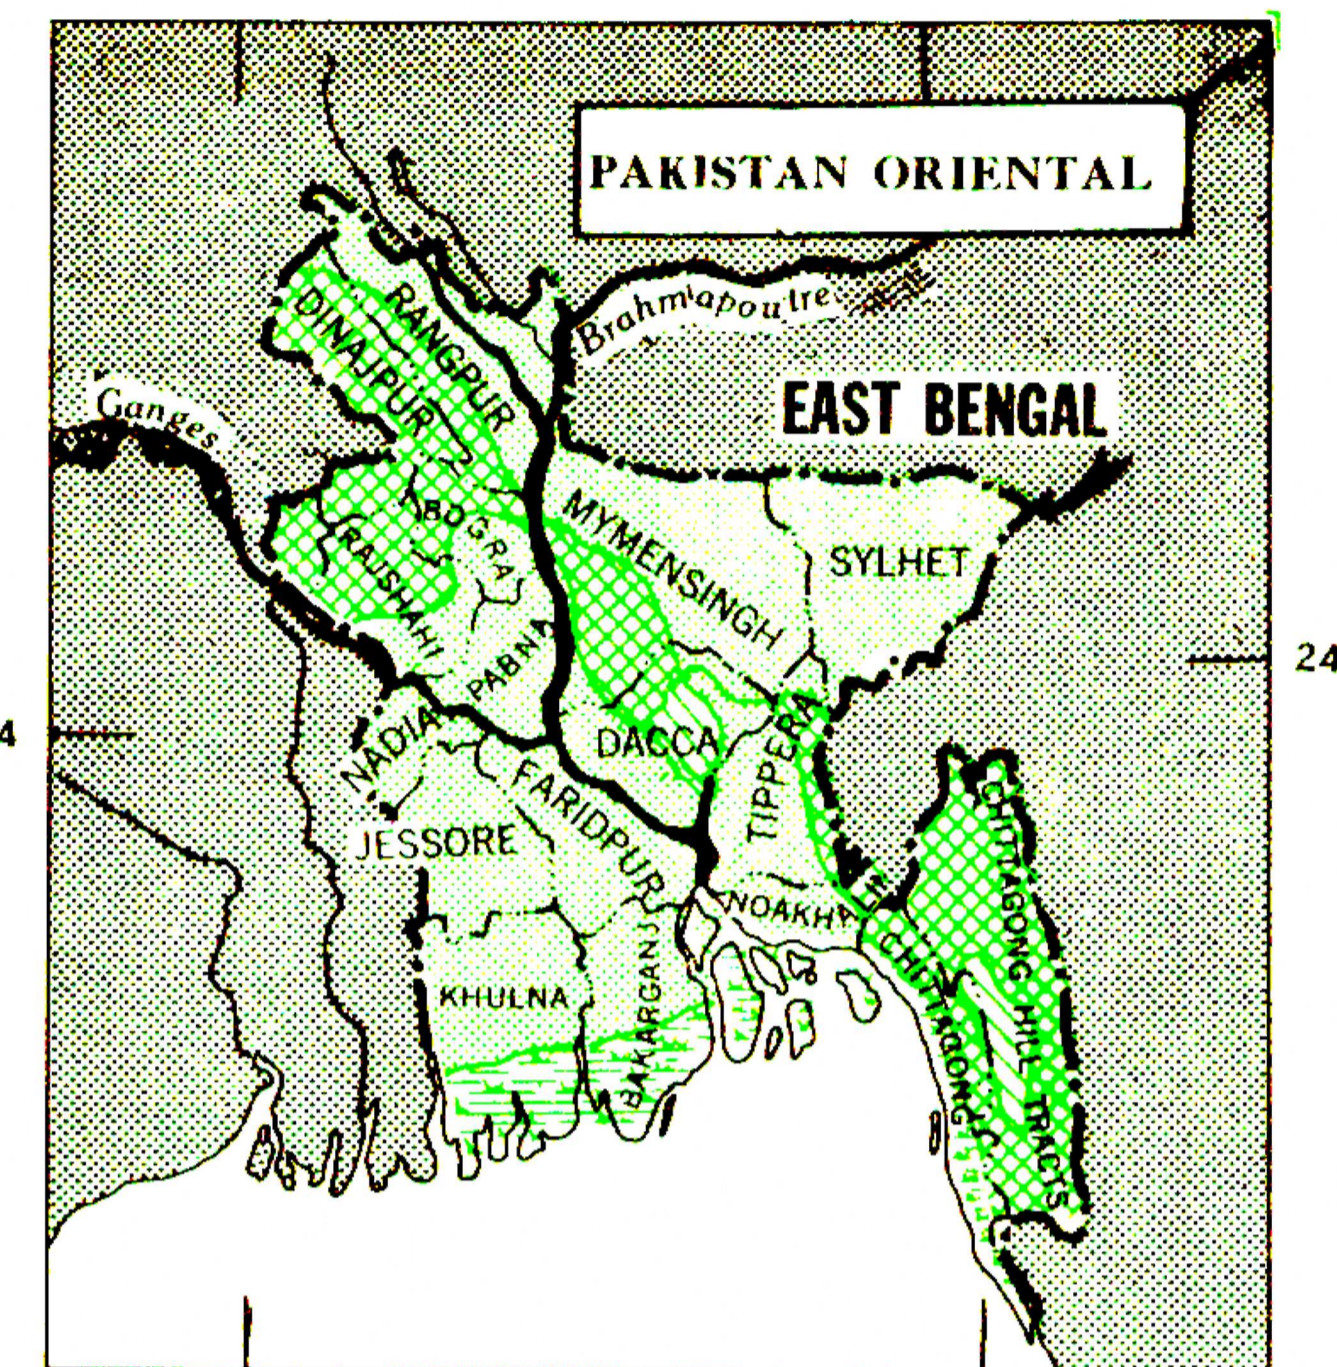 PAKISTAN ORIENTAL
Brahmapoutre
RANGPUR
DINAJPUR
Ganges
EAST BENGAL
MYMENSINGH
BOGRA
SYLHET
RAJSHAHI
PABNA
24
4
NADIA
DACCA
TIPPERA
FARIDPUR
JESSORE
CHITTAGONG HILL TRACTS
NOAKHALI
CHITTAGONG
KHULNA
BAKARGANJ